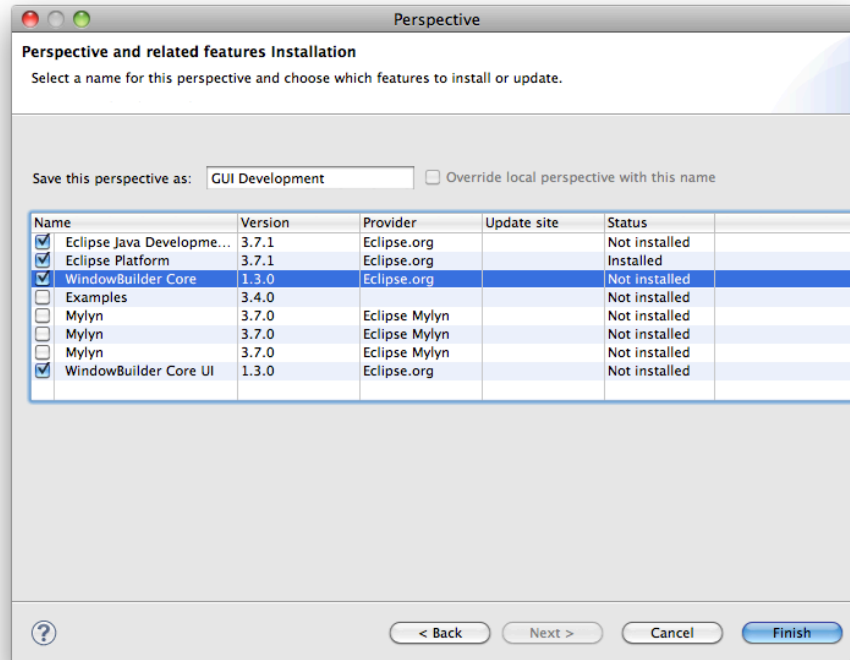 Perspective
Perspective and related features Installation
Select a name for this perspective and choose which features to install or update.
Save this perspective as: GUI Development Override local perspective with this name
Name Version Provider Update site Status
Eclipse Java Developme... 3.7.1 Eclipse.org Not installed
Eclipse Platform 3.7.1 Eclipse.org Installed
WindowBuilder Core 1.3.0 Eclipse.org Not installed
Examples 3.4.0 Not installed
Mylyn 3.7.0 Eclipse Mylyn Not installed
Mylyn 3.7.0 Eclipse Mylyn Not installed
Mylyn 3.7.0 Eclipse Mylyn Not installed
WindowBuilder Core UI 1.3.0 Eclipse.org Not installed
? < Back Next > Cancel Finish